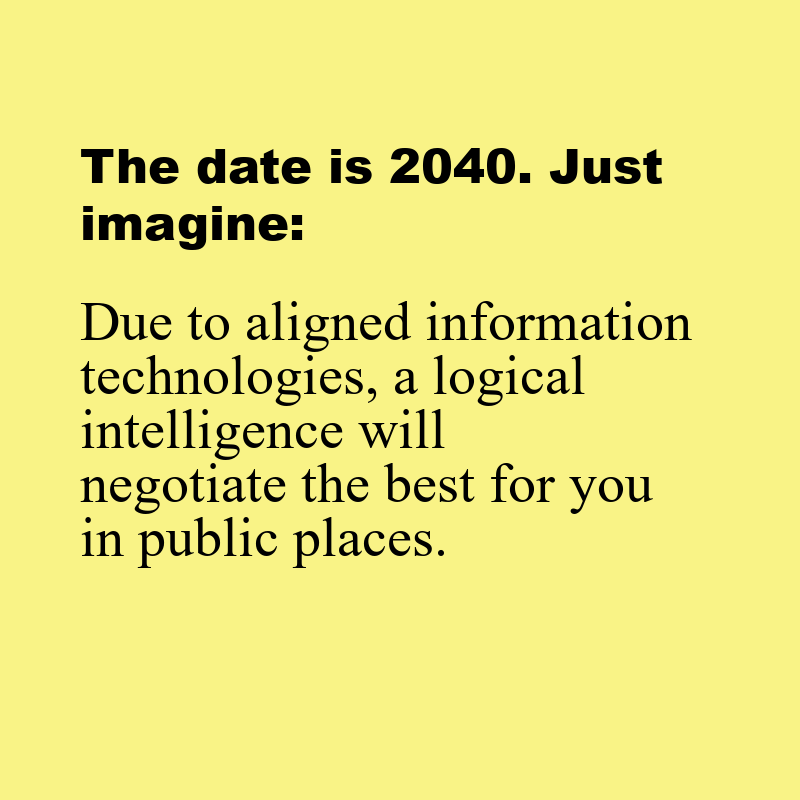 The date is 2040. Just
imagine:
Due to aligned information
technologies, a logical
intelligence will
negotiate the best for you
in public places.